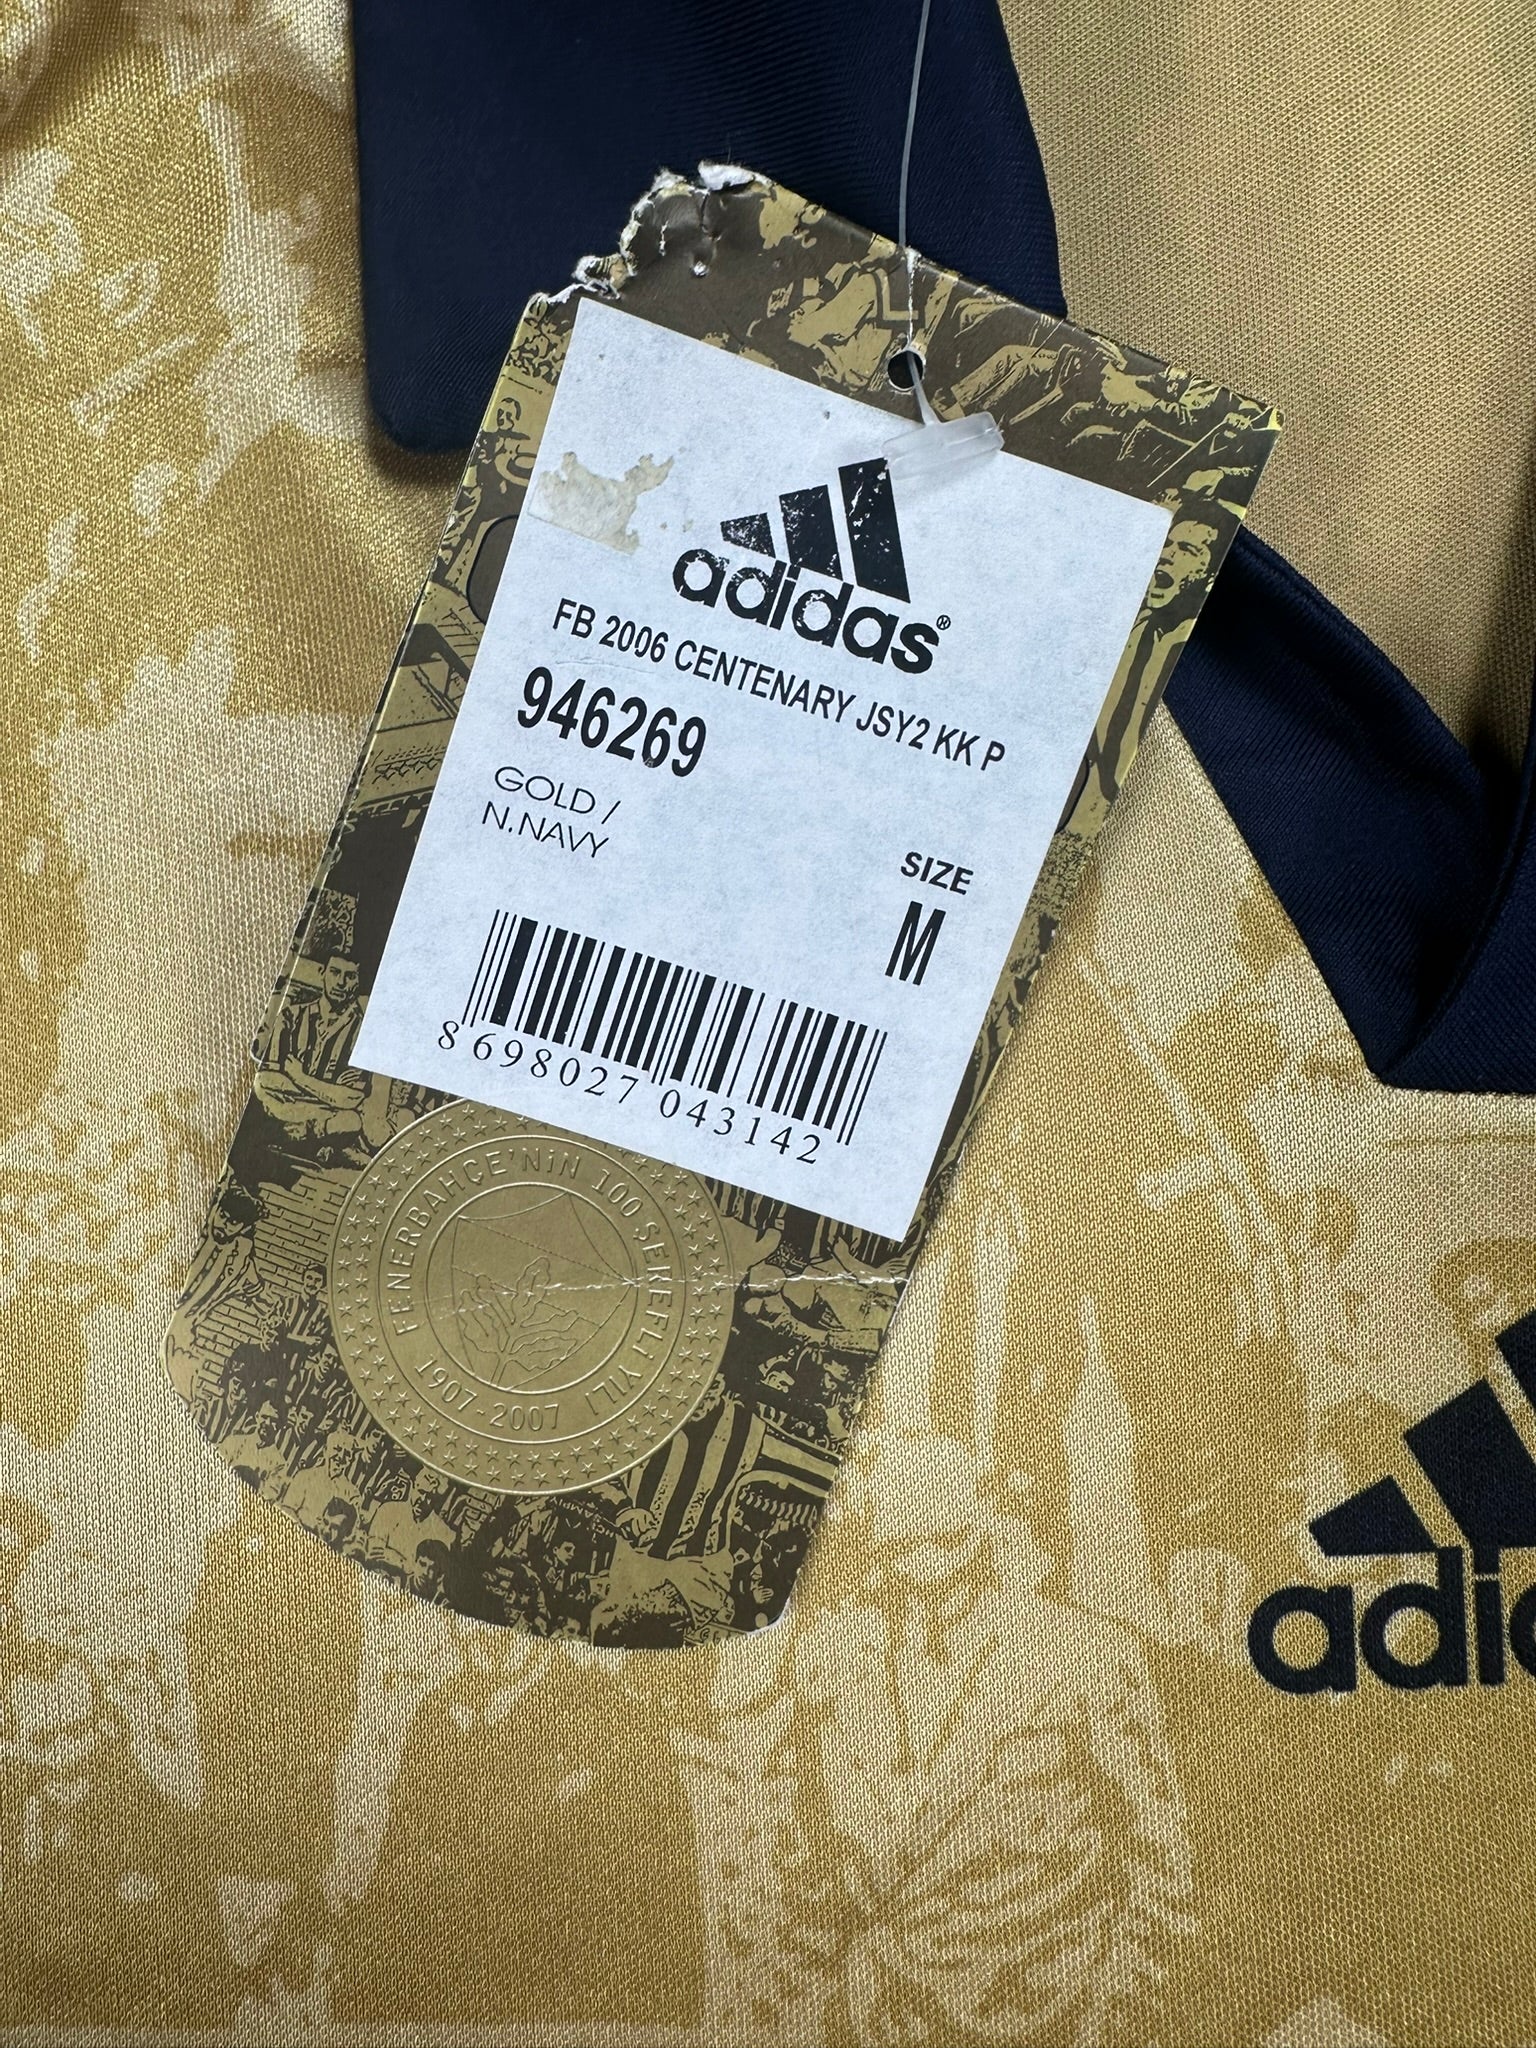 adidas®
FB 2006 CENTENARY JSY2 KK P
946269
GOLD /
N.NAVY
SIZE
M
8 698027 043142
FENERBAHÇE'NİN 100 ŞEREFLİ YILI
1907-2007
adi